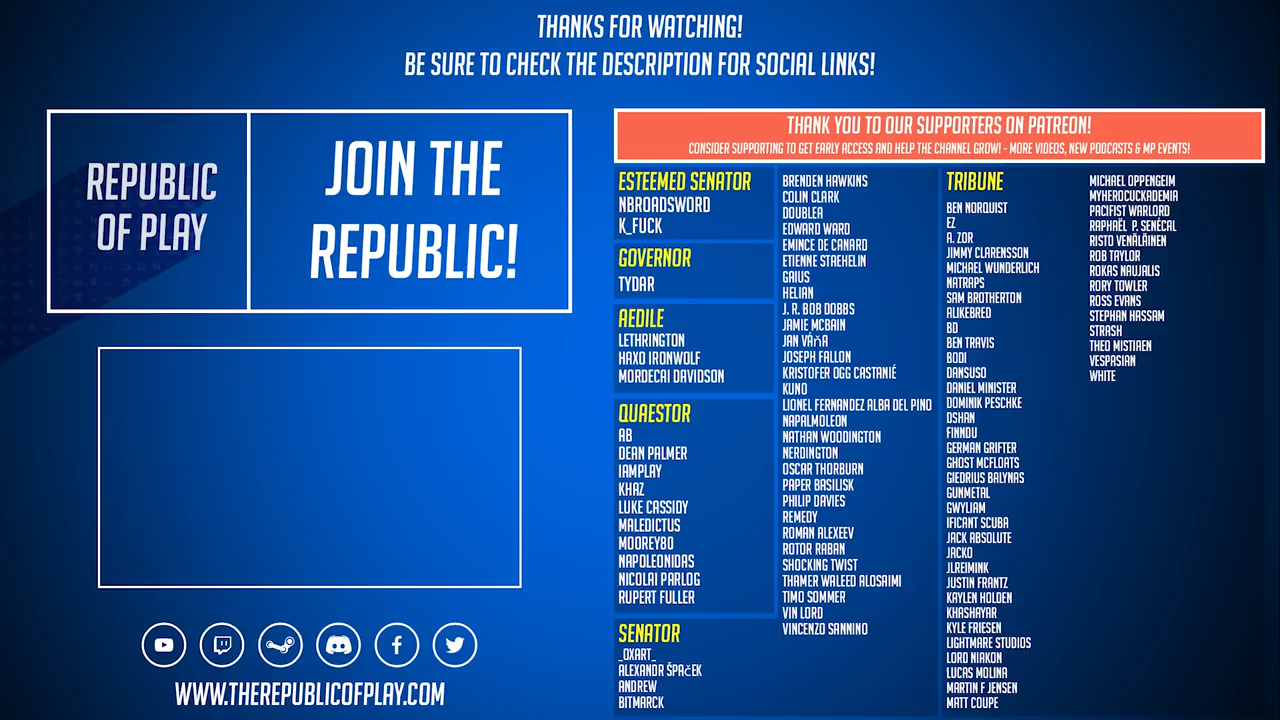 THANKS FOR WATCHING!
BE SURE TO CHECK THE DESCRIPTION FOR SOCIAL LINKS!
REPUBLIC
OF PLAY
JOIN THE
REPUBLIC!
WWW.THEREPUBLICOFPLAY.COM
THANK YOU TO OUR SUPPORTERS ON PATREON!
CONSIDER SUPPORTING TO GET EARLY ACCESS AND HELP THE CHANNEL GROW! - MORE VIDEOS, NEW PODCASTS & MP EVENTS!
ESTEEMED SENATOR
NBROADSWORD
K_FUCK
GOVERNOR
TYDAR
AEDILE
LETHRINGTON
HAXO IRONWOLF
MORDECAI DAVIDSON
QUAESTOR
AB
DEAN PALMER
IAMPLAY
KHAZ
LUKE CASSIDY
MALEDICTUS
MOOREY80
NAPOLEONIDAS
NICOLAI PARLOG
RUPERT FULLER
SENATOR
_OXART_
ALEXANDR ŠPAČEK
ANDREW
BITMARCK
BRENDEN HAWKINS
COLIN CLARK
DOUBLEA
EDWARD WARD
EMINCE DE CANARD
ETIENNE STAEHELIN
GAIUS
HELIAN
J. R. BOB DOBBS
JAMIE MCBAIN
JAN VÁňA
JOSEPH FALLON
KRISTOFER OGG CASTANIÉ
KUNO
LIONEL FERNANDEZ ALBA DEL PINO
NAPALMOLEON
NATHAN WOODINGTON
NERDINGTON
OSCAR THORBURN
PAPER BASILISK
PHILIP DAVIES
REMEDY
ROMAN ALEXEEV
ROTOR RABAN
SHOCKING TWIST
THAMER WALEED ALOSAIMI
TIMO SOMMER
VIN LORD
VINCENZO SANNINO
TRIBUNE
BEN NORQUIST
EZ
A. ZOR
JIMMY CLARENSSON
MICHAEL WUNDERLICH
NATRAPS
SAM BROTHERTON
ALIKEBRED
BD
BEN TRAVIS
BODI
DANSUSO
DANIEL MINISTER
DOMINIK PESCHKE
DSHAN
FINNDU
GERMAN GRIFTER
GHOST MCFLOATS
GIEDRIUS BALYNAS
GUNMETAL
GWYLIAM
IFICANT SCUBA
JACK ABSOLUTE
JACKO
JLREIMINK
JUSTIN FRANTZ
KAYLEN HOLDEN
KHASHAYAR
KYLE FRIESEN
LIGHTMARE STUDIOS
LORD NIAKON
LUCAS MOLINA
MARTIN F JENSEN
MATT COUPE
MICHAEL OPPENGEIM
MYHEROCUCKADEMIA
PACIFIST WARLORD
RAPHAËL P. SENÉCAL
RISTO VENÄLÄINEN
ROB TAYLOR
ROKAS NAUJALIS
RORY TOWLER
ROSS EVANS
STEPHAN HASSAM
STRASH
THEO MISTIAEN
VESPASIAN
WHITE